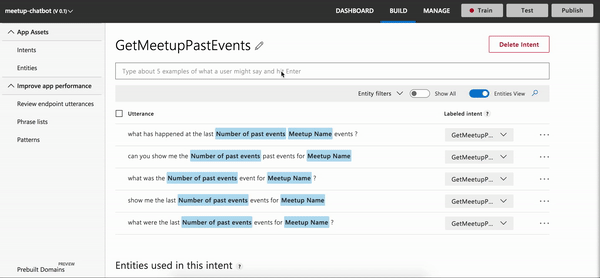 meetup-chatbot (V 0.1)
DASHBOARD BUILD MANAGE Train Test Publish
App Assets
Intents
Entities
Improve app performance
Review endpoint utterances
Phrase lists
Patterns
Prebuilt Domains PREVIEW
GetMeetupPastEvents
Delete Intent
Type about 5 examples of what a user might say and hit Enter
Entity filters Show All Entities View
Utterance Labeled intent ?
what has happened at the last Number of past events Meetup Name events ? GetMeetupP... ...
can you show me the Number of past events past events for Meetup Name GetMeetupP... ...
what was the Number of past events event for Meetup Name ? GetMeetupP... ...
show me the last Number of past events events for Meetup Name GetMeetupP... ...
what were the last Number of past events events for Meetup Name ? GetMeetupP... ...
Entities used in this intent ?